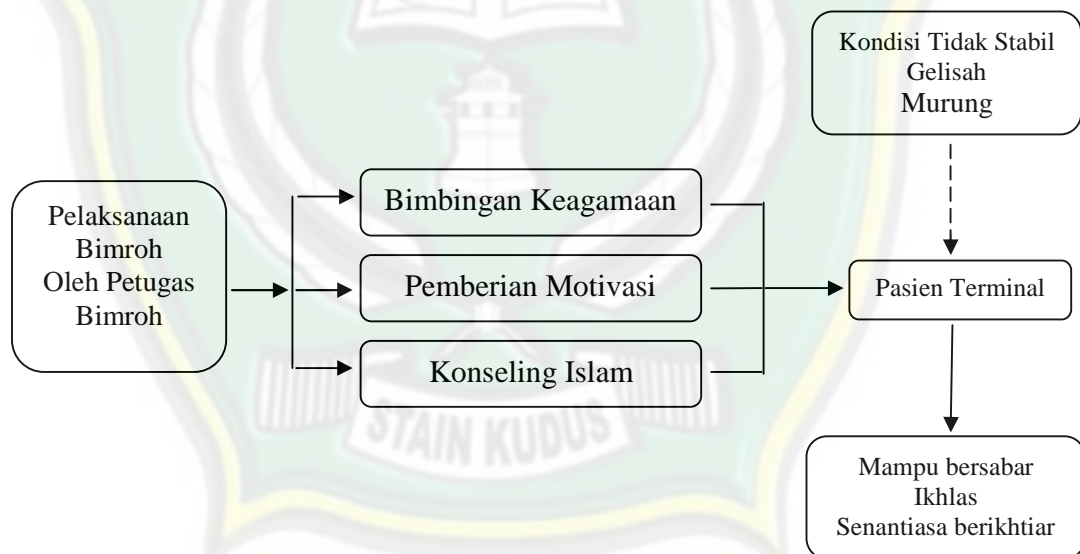 Kondisi Tidak Stabil
Gelisah
Murung
Pelaksanaan
Bimroh
Oleh Petugas
Bimroh
Bimbingan Keagamaan
Pemberian Motivasi
Konseling Islam
Pasien Terminal
Mampu bersabar
Ikhlas
Senantiasa berikhtiar
STAIN KUDUS